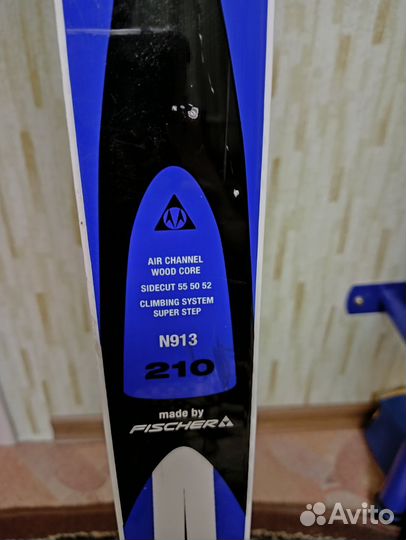 AIR CHANNEL
WOOD CORE
SIDECUT 55 50 52
CLIMBING SYSTEM
SUPER STEP
N913
210
made by
FISCHER
Avito